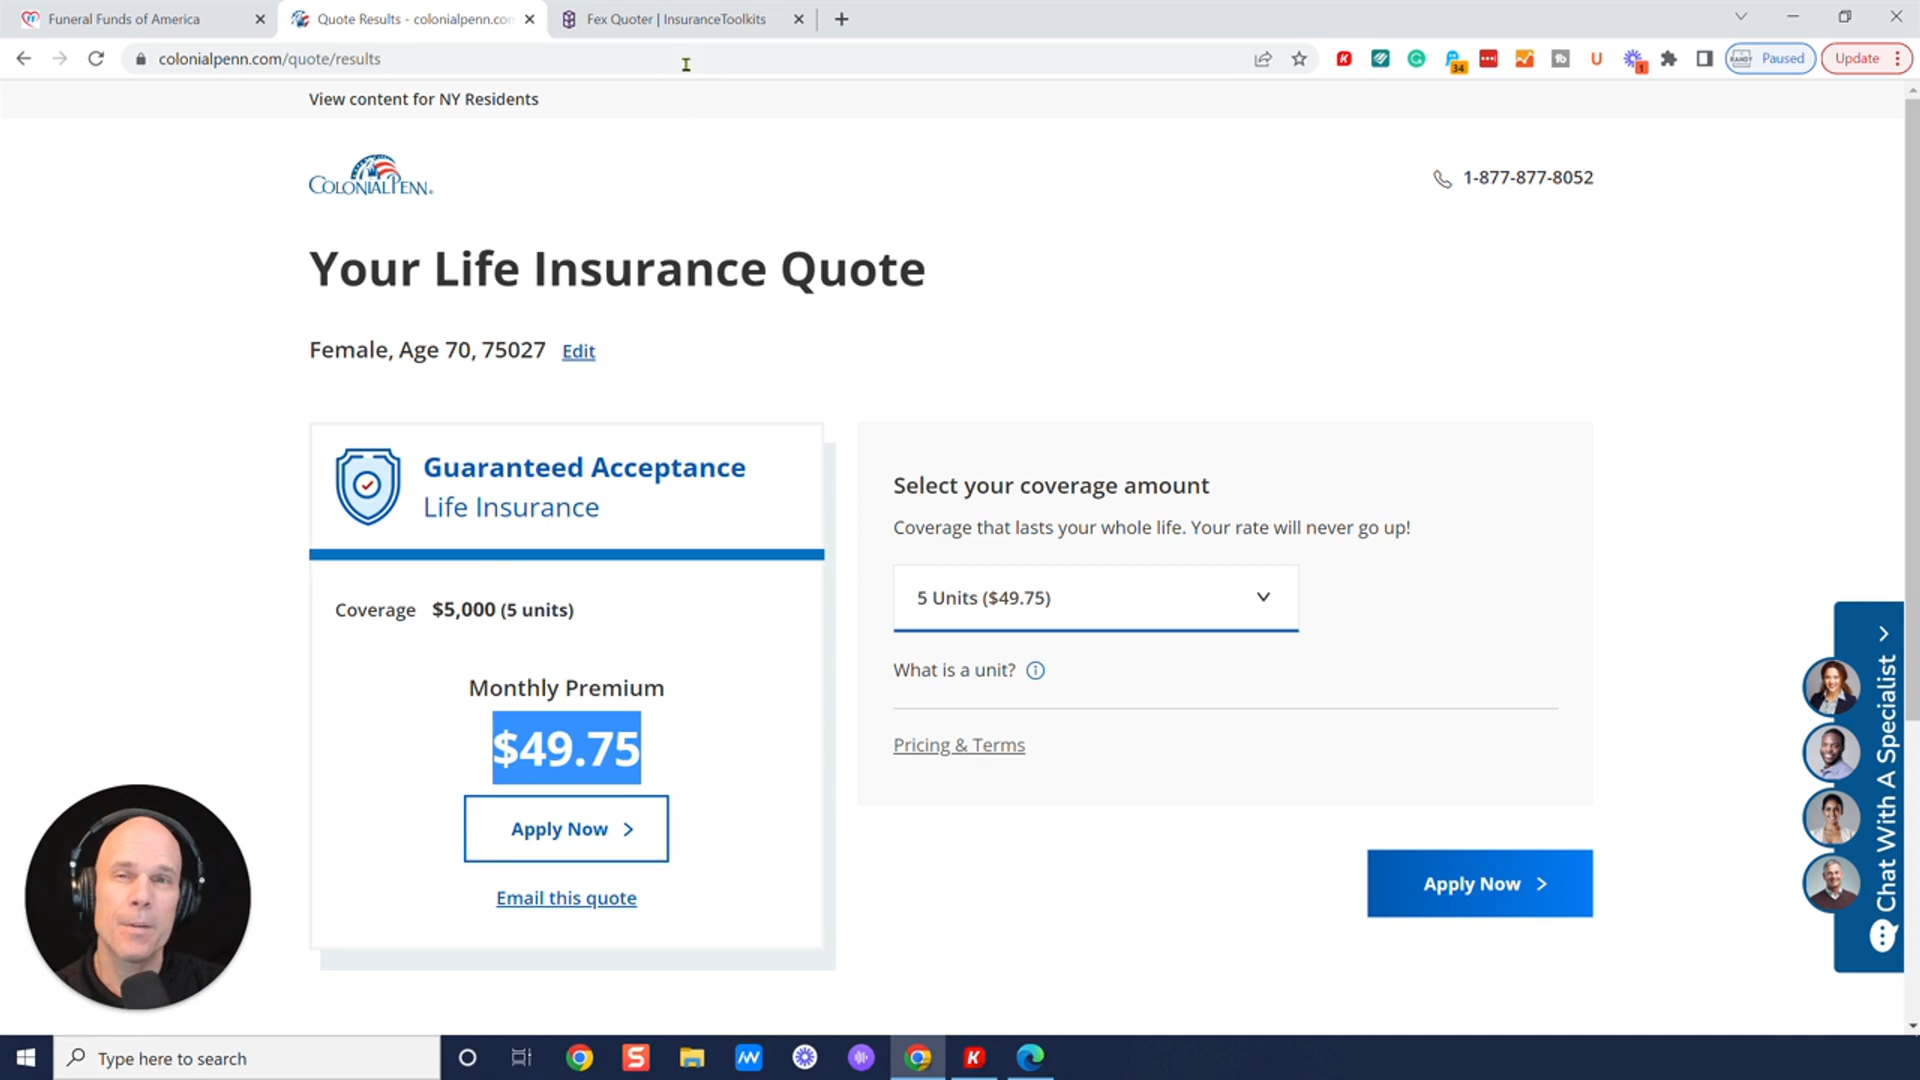 Funeral Funds of America
Quote Results - colonialpenn.com
Fex Quoter | InsuranceToolkits
colonialpenn.com/quote/results
34
1
RANDY
Paused
Update
View content for NY Residents
COLONIALPENN®
1-877-877-8052
Your Life Insurance Quote
Female, Age 70, 75027 Edit
Guaranteed Acceptance
Life Insurance
Coverage $5,000 (5 units)
Monthly Premium
$49.75
Apply Now
Email this quote
Select your coverage amount
Coverage that lasts your whole life. Your rate will never go up!
5 Units ($49.75)
What is a unit?
Pricing & Terms
Apply Now
Chat With A Specialist
Type here to search